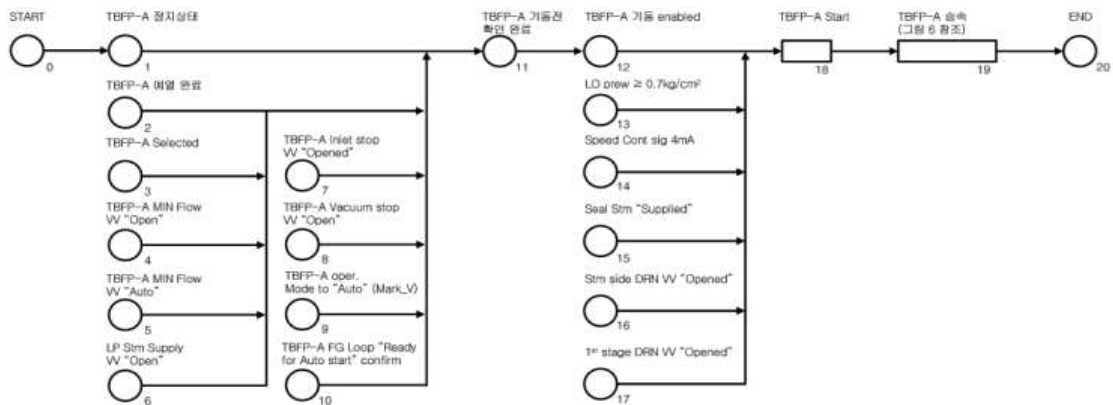 START
0
TBFP-A 정지상태
1
TBFP-A 예열 완료
2
TBFP-A Selected
3
TBFP-A MIN Flow
VV "Open"
4
TBFP-A MIN Flow
VV "Auto"
5
LP Stm Supply
VV "Open"
6
TBFP-A Inlet stop
VV "Opened"
7
TBFP-A Vacuum stop
VV "Open"
8
TBFP-A oper.
Mode to "Auto" (Mark_V)
9
TBFP-A FG Loop "Ready
for Auto start" confirm
10
TBFP-A 기동전
확인 완료
11
TBFP-A 기동 enabled
12
LO prew ≥ 0.7kg/cm²
13
Speed Cont sig 4mA
14
Seal Stm "Supplied"
15
Stm side DRN VV "Opened"
16
1st stage DRN VV "Opened"
17
TBFP-A Start
18
TBFP-A 승속
(그림 6 참조)
19
END
20